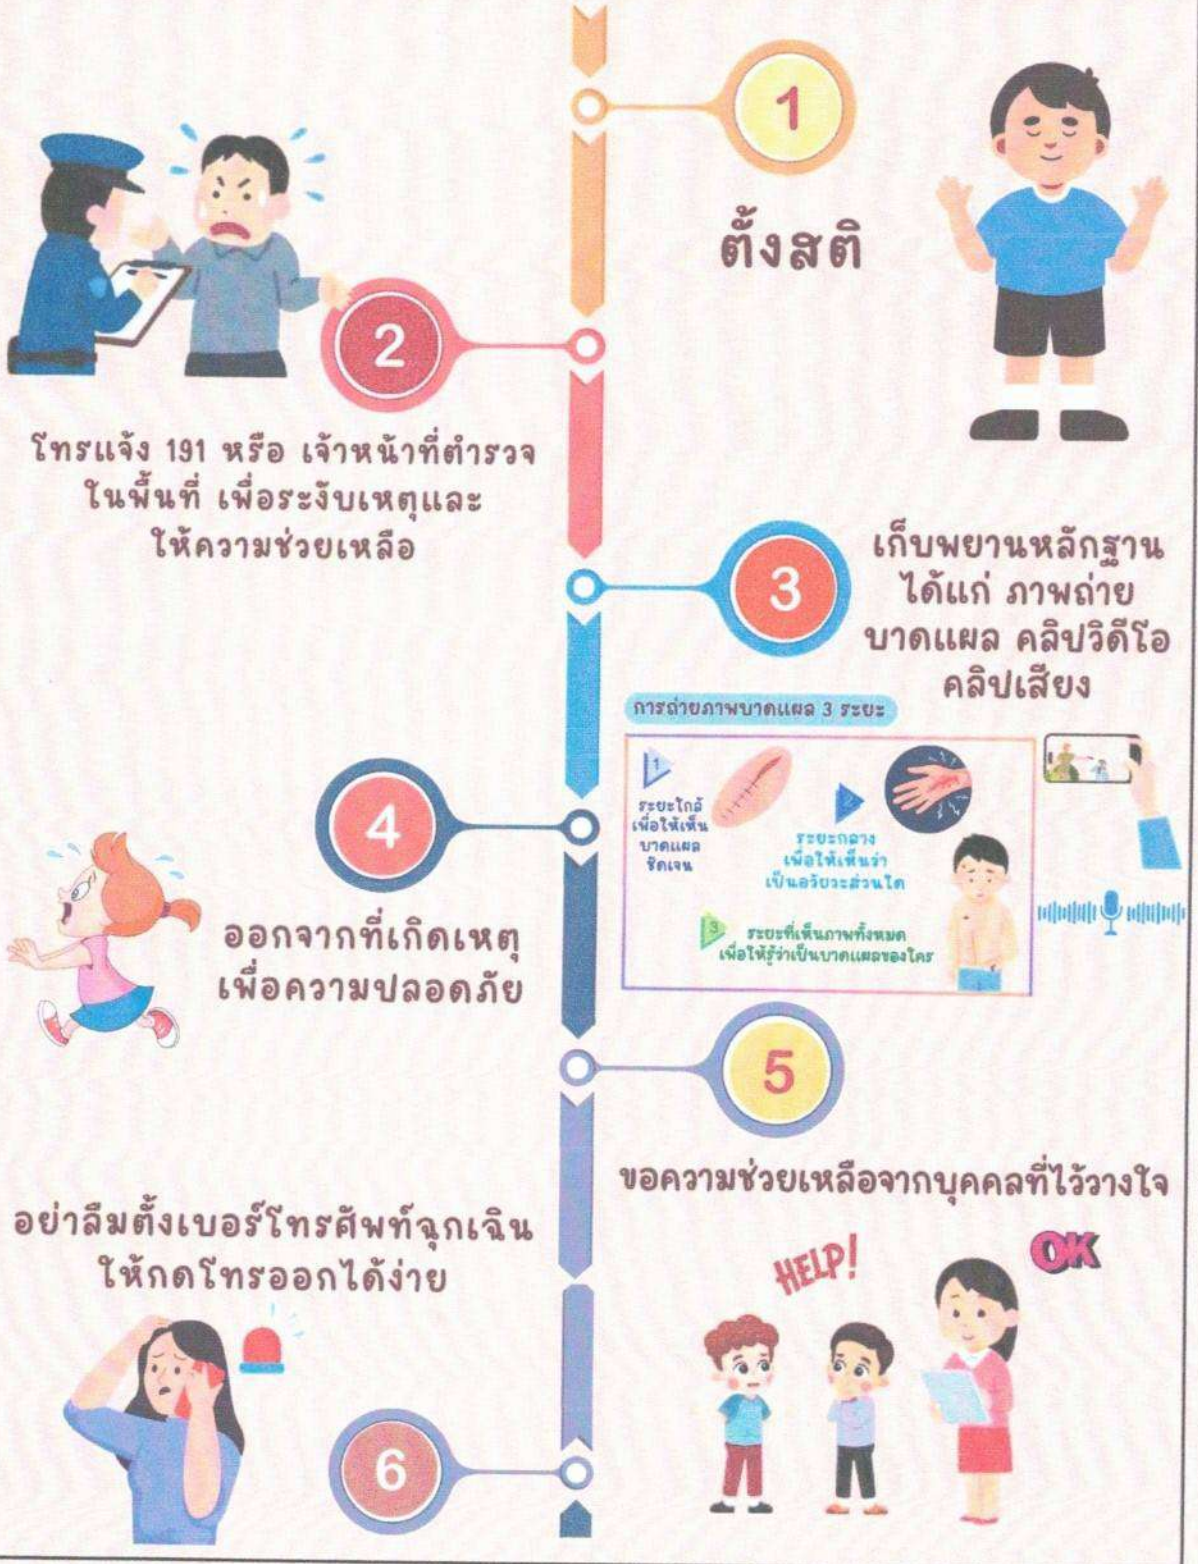 1
ตั้งสติ
2
โทรแจ้ง 191 หรือ เจ้าหน้าที่ตำรวจ
ในพื้นที่ เพื่อระงับเหตุและ
ให้ความช่วยเหลือ
3
เก็บพยานหลักฐาน
ได้แก่ ภาพถ่าย
บาดแผล คลิปวิดีโอ
คลิปเสียง
การถ่ายภาพบาดแผล 3 ระยะ
1
ระยะใกล้
เพื่อให้เห็น
บาดแผล
ชัดเจน
2
ระยะกลาง
เพื่อให้เห็นว่า
เป็นอวัยวะส่วนใด
3
ระยะที่เห็นภาพทั้งหมด
เพื่อให้รู้ว่าเป็นบาดแผลของใคร
4
ออกจากที่เกิดเหตุ
เพื่อความปลอดภัย
5
ขอความช่วยเหลือจากบุคคลที่ไว้วางใจ
HELP!
OK
อย่าลืมตั้งเบอร์โทรศัพท์ฉุกเฉิน
ให้กดโทรออกได้ง่าย
6